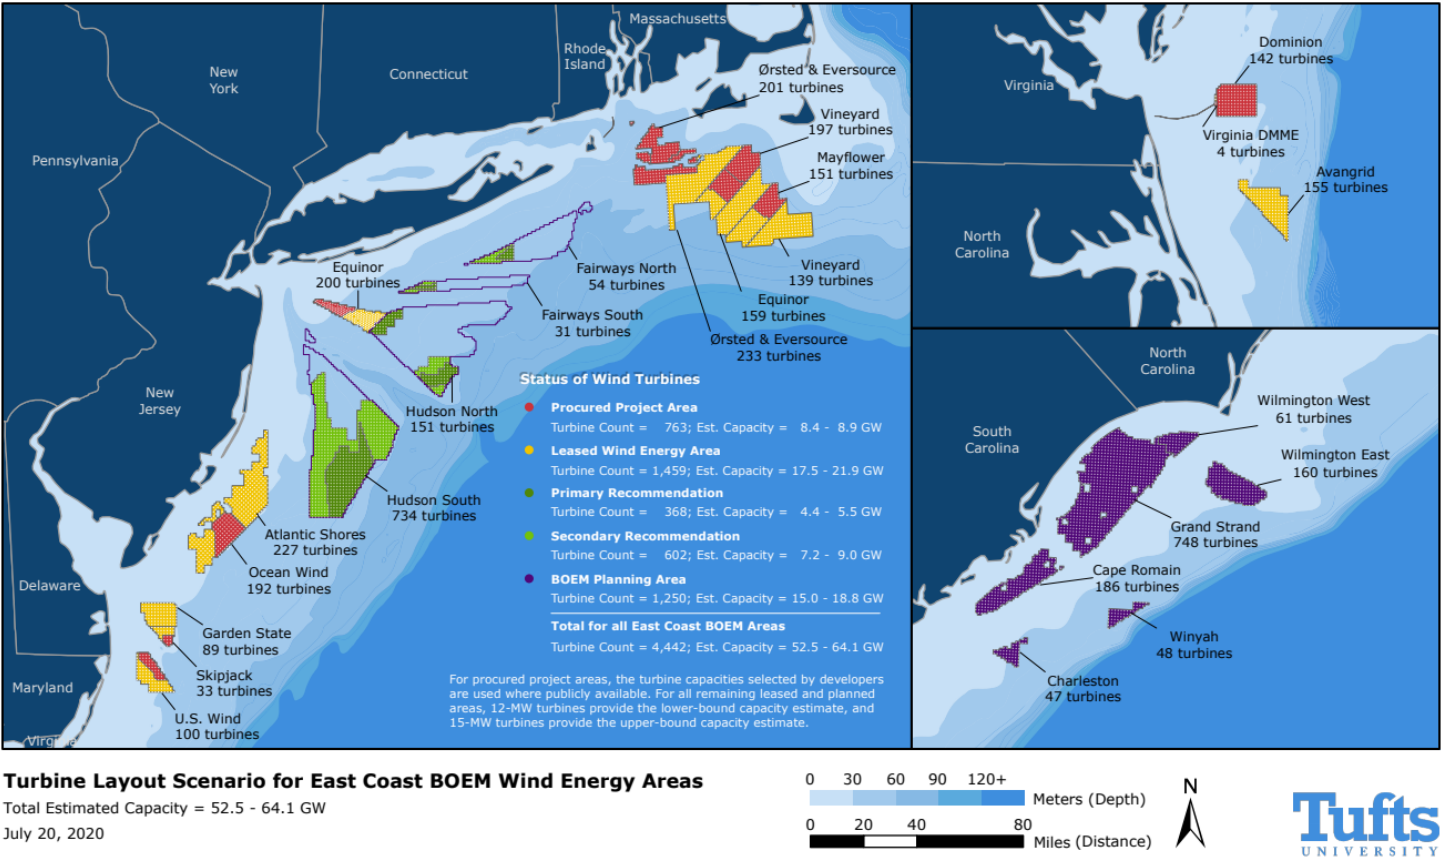 Massachusetts
Rhode
Island
Connecticut
New
York
Pennsylvania
New
Jersey
Delaware
Maryland
Virginia
Ørsted & Eversource
201 turbines
Vineyard
197 turbines
Mayflower
151 turbines
Vineyard
139 turbines
Equinor
159 turbines
Ørsted & Eversource
233 turbines
Fairways North
54 turbines
Fairways South
31 turbines
Equinor
200 turbines
Hudson North
151 turbines
Hudson South
734 turbines
Atlantic Shores
227 turbines
Ocean Wind
192 turbines
Garden State
89 turbines
Skipjack
33 turbines
U.S. Wind
100 turbines
Status of Wind Turbines
Procured Project Area
Turbine Count = 763; Est. Capacity = 8.4 - 8.9 GW
Leased Wind Energy Area
Turbine Count = 1,459; Est. Capacity = 17.5 - 21.9 GW
Primary Recommendation
Turbine Count = 368; Est. Capacity = 4.4 - 5.5 GW
Secondary Recommendation
Turbine Count = 602; Est. Capacity = 7.2 - 9.0 GW
BOEM Planning Area
Turbine Count = 1,250; Est. Capacity = 15.0 - 18.8 GW
Total for all East Coast BOEM Areas
Turbine Count = 4,442; Est. Capacity = 52.5 - 64.1 GW
For procured project areas, the turbine capacities selected by developers
are used where publicly available. For all remaining leased and planned
areas, 12-MW turbines provide the lower-bound capacity estimate, and
15-MW turbines provide the upper-bound capacity estimate.
Virginia
North
Carolina
Dominion
142 turbines
Virginia DMME
4 turbines
Avangrid
155 turbines
North
Carolina
South
Carolina
Wilmington West
61 turbines
Wilmington East
160 turbines
Grand Strand
748 turbines
Cape Romain
186 turbines
Winyah
48 turbines
Charleston
47 turbines
Turbine Layout Scenario for East Coast BOEM Wind Energy Areas
Total Estimated Capacity = 52.5 - 64.1 GW
July 20, 2020
0 30 60 90 120+
Meters (Depth)
0 20 40 80
Miles (Distance)
N
Tufts
UNIVERSITY